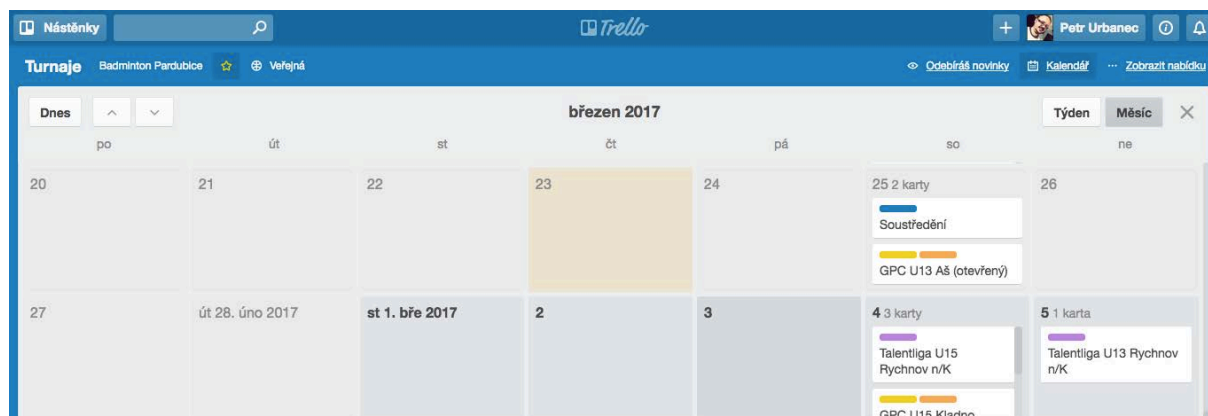 Nástěnky
Trello
Petr Urbanec
Turnaje
Badminton Pardubice
Veřejná
Odebíráš novinky
Kalendář
Zobrazit nabídku
Dnes
březen 2017
Týden
Měsíc
po út st čt pá so ne
20
21
22
23
24
25 2 karty
Soustředění
GPC U13 Aš (otevřený)
26
27
út 28. úno 2017
st 1. bře 2017
2
3
4 3 karty
Talentliga U15
Rychnov n/K
GPC U15 Kladno
5 1 karta
Talentliga U13 Rychnov
n/K